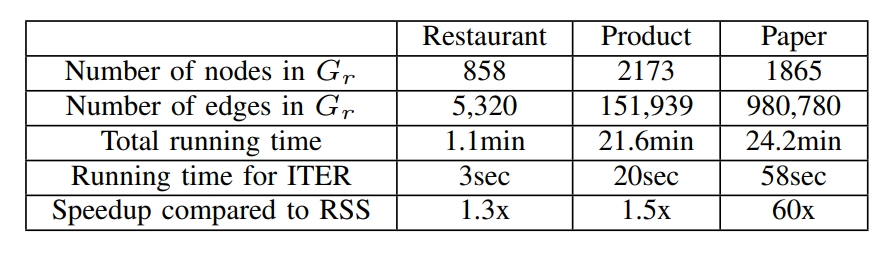 Restaurant Product Paper
Number of nodes in Gr 858 2173 1865
Number of edges in Gr 5,320 151,939 980,780
Total running time 1.1min 21.6min 24.2min
Running time for ITER 3sec 20sec 58sec
Speedup compared to RSS 1.3x 1.5x 60x